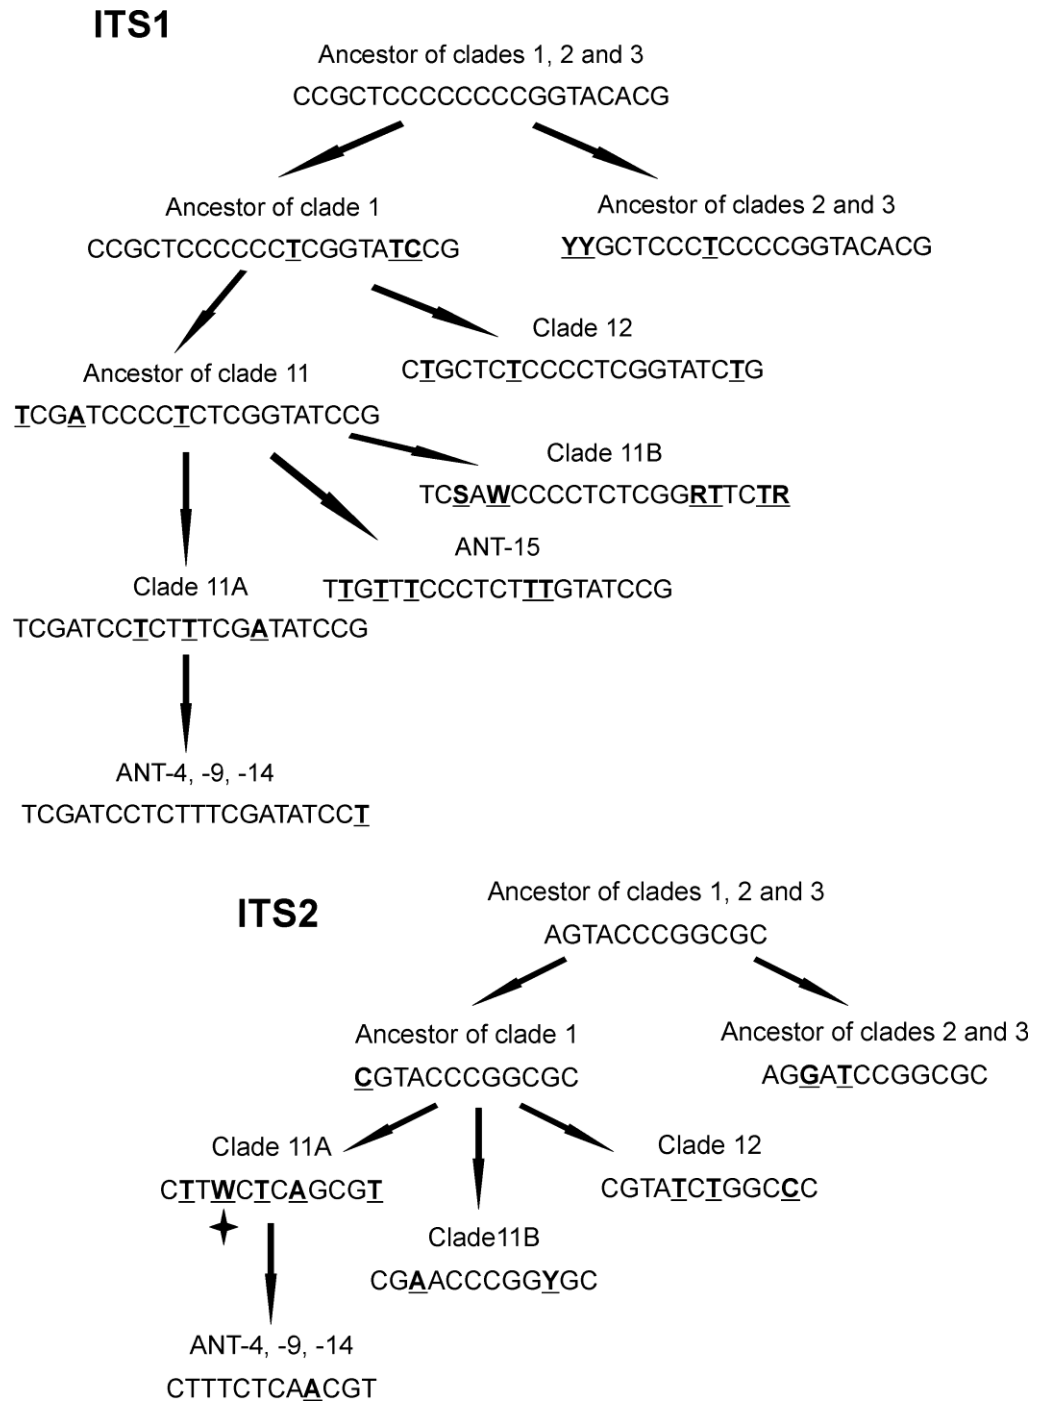 ITS1
Ancestor of clades 1, 2 and 3
CCGCTCCCCCCCCGGTACACG
Ancestor of clade 1
CCGCTCCCCCCTCGGTATCCG
Ancestor of clades 2 and 3
YYGCTCCCTCCCCGGTACACG
Clade 12
CTGCTCTCCCCTCGGTATCTG
Ancestor of clade 11
TCGATCCCCTCTCGGTATCCG
Clade 11B
TCSAWCCCCTCTCGGRTTCTR
ANT-15
TTGTTTCCCTCTTTGTATCCG
Clade 11A
TCGATCCTCTTTCGATATCCG
ANT-4, -9, -14
TCGATCCTCTTTCGATATCCT
ITS2
Ancestor of clades 1, 2 and 3
AGTACCCGGCGC
Ancestor of clade 1
CGTACCCGGCGC
Ancestor of clades 2 and 3
AGGATCCGGCGC
Clade 11A
CTTWCTCAGCGT
Clade 12
CGTATCTGGCCC
Clade11B
CGAACCCGGYGC
ANT-4, -9, -14
CTTTCTCAACGT